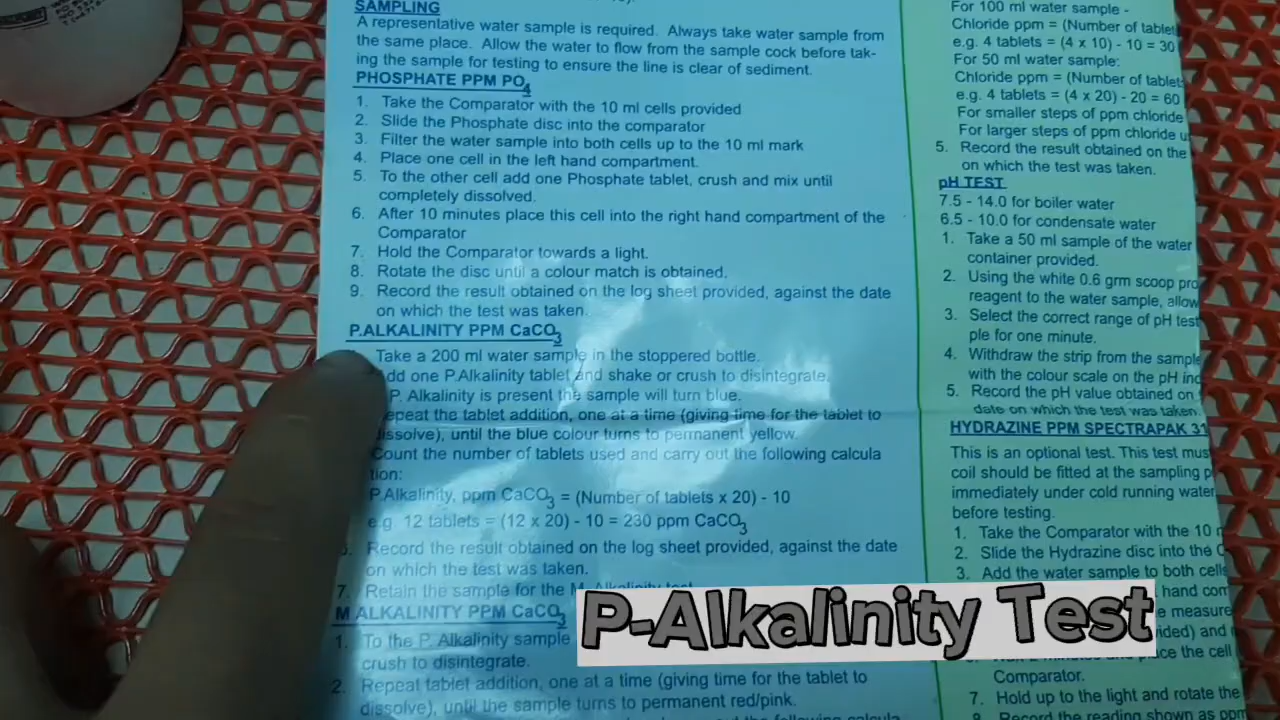 SAMPLING
A representative water sample is required. Always take water sample from
the same place. Allow the water to flow from the sample cock before tak-
ing the sample for testing to ensure the line is clear of sediment.
PHOSPHATE PPM PO4
1. Take the Comparator with the 10 ml cells provided
2. Slide the Phosphate disc into the comparator
3. Filter the water sample into both cells up to the 10 ml mark
4. Place one cell in the left hand compartment.
5. To the other cell add one Phosphate tablet, crush and mix until
completely dissolved.
6. After 10 minutes place this cell into the right hand compartment of the
Comparator
7. Hold the Comparator towards a light.
8. Rotate the disc until a colour match is obtained.
9. Record the result obtained on the log sheet provided, against the date
on which the test was taken.
P.ALKALINITY PPM CaCO3
Take a 200 ml water sample in the stoppered bottle.
dd one P.Alkalinity tablet and shake or crush to disintegrate.
P. Alkalinity is present the sample will turn blue.
epeat the tablet addition, one at a time (giving time for the tablet to
dissolve), until the blue colour turns to permanent yellow.
Count the number of tablets used and carry out the following calcula
tion:
P.Alkalinity, ppm CaCO3 = (Number of tablets x 20) - 10
e.g. 12 tablets = (12 x 20) - 10 = 230 ppm CaCO3
Record the result obtained on the log sheet provided, against the date
on which the test was taken.
7. Retain the sample for the M. Alkalinity test
M ALKALINITY PPM CaCO3
1. To the P. Alkalinity sample
crush to disintegrate.
2. Repeat tablet addition, one at a time (giving time for the tablet to
dissolve), until the sample turns to permanent red/pink.
For 100 ml water sample -
Chloride ppm = (Number of tablet
e.g. 4 tablets = (4 x 10) - 10 = 30
For 50 ml water sample:
Chloride ppm = (Number of tablet
e.g. 4 tablets = (4 x 20) - 20 = 60
For smaller steps of ppm chloride
For larger steps of ppm chloride u
5. Record the result obtained on the
on which the test was taken.
pH TEST
7.5 - 14.0 for boiler water
6.5 - 10.0 for condensate water
1. Take a 50 ml sample of the water
container provided.
2. Using the white 0.6 grm scoop pro
reagent to the water sample, allow
3. Select the correct range of pH test
ple for one minute.
4. Withdraw the strip from the sample
with the colour scale on the pH ind
5. Record the pH value obtained on
date on which the test was taken.
HYDRAZINE PPM SPECTRAPAK 31
This is an optional test. This test mus
coil should be fitted at the sampling p
immediately under cold running water
before testing.
1. Take the Comparator with the 10
2. Slide the Hydrazine disc into the C
3. Add the water sample to both cells
hand com
e measure
vided) and
place the cell
Comparator.
7. Hold up to the light and rotate the
8. Record the reading shown as ppm
P-Alkalinity Test